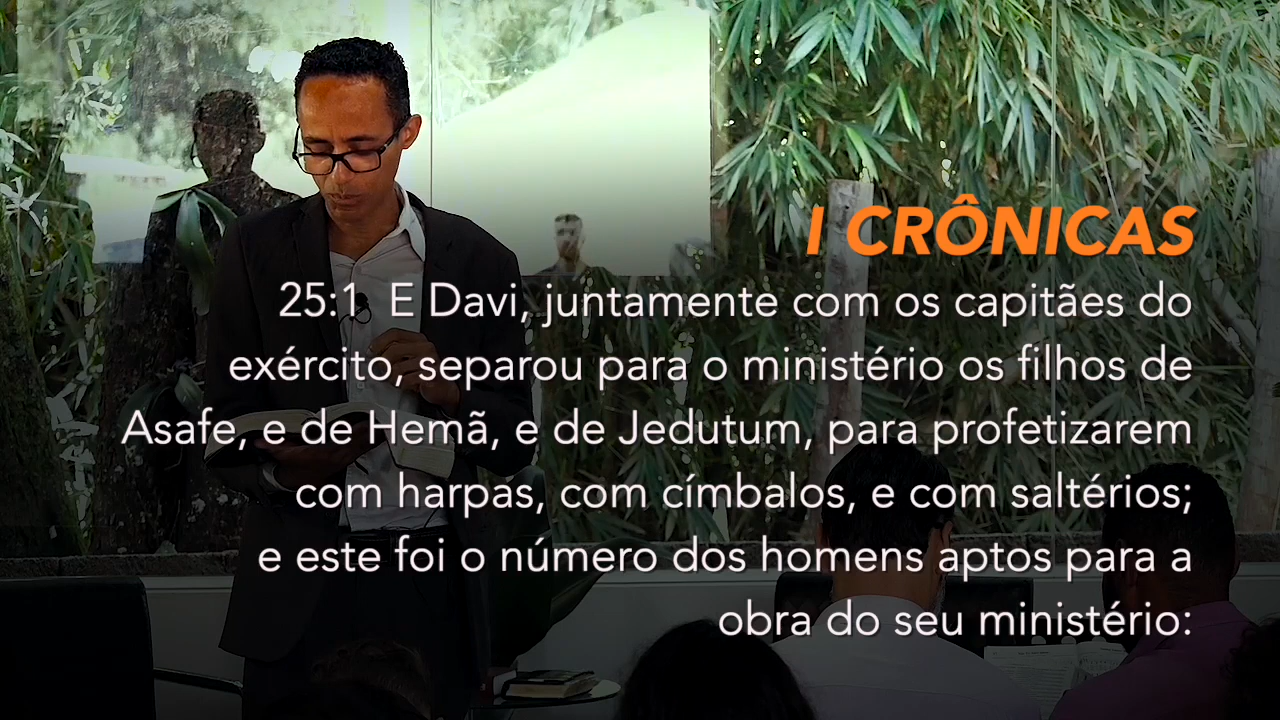 I CRÔNICAS
25:1 E Davi, juntamente com os capitães do
exército, separou para o ministério os filhos de
Asafe, e de Hemã, e de Jedutum, para profetizarem
com harpas, com címbalos, e com saltérios;
e este foi o número dos homens aptos para a
obra do seu ministério: